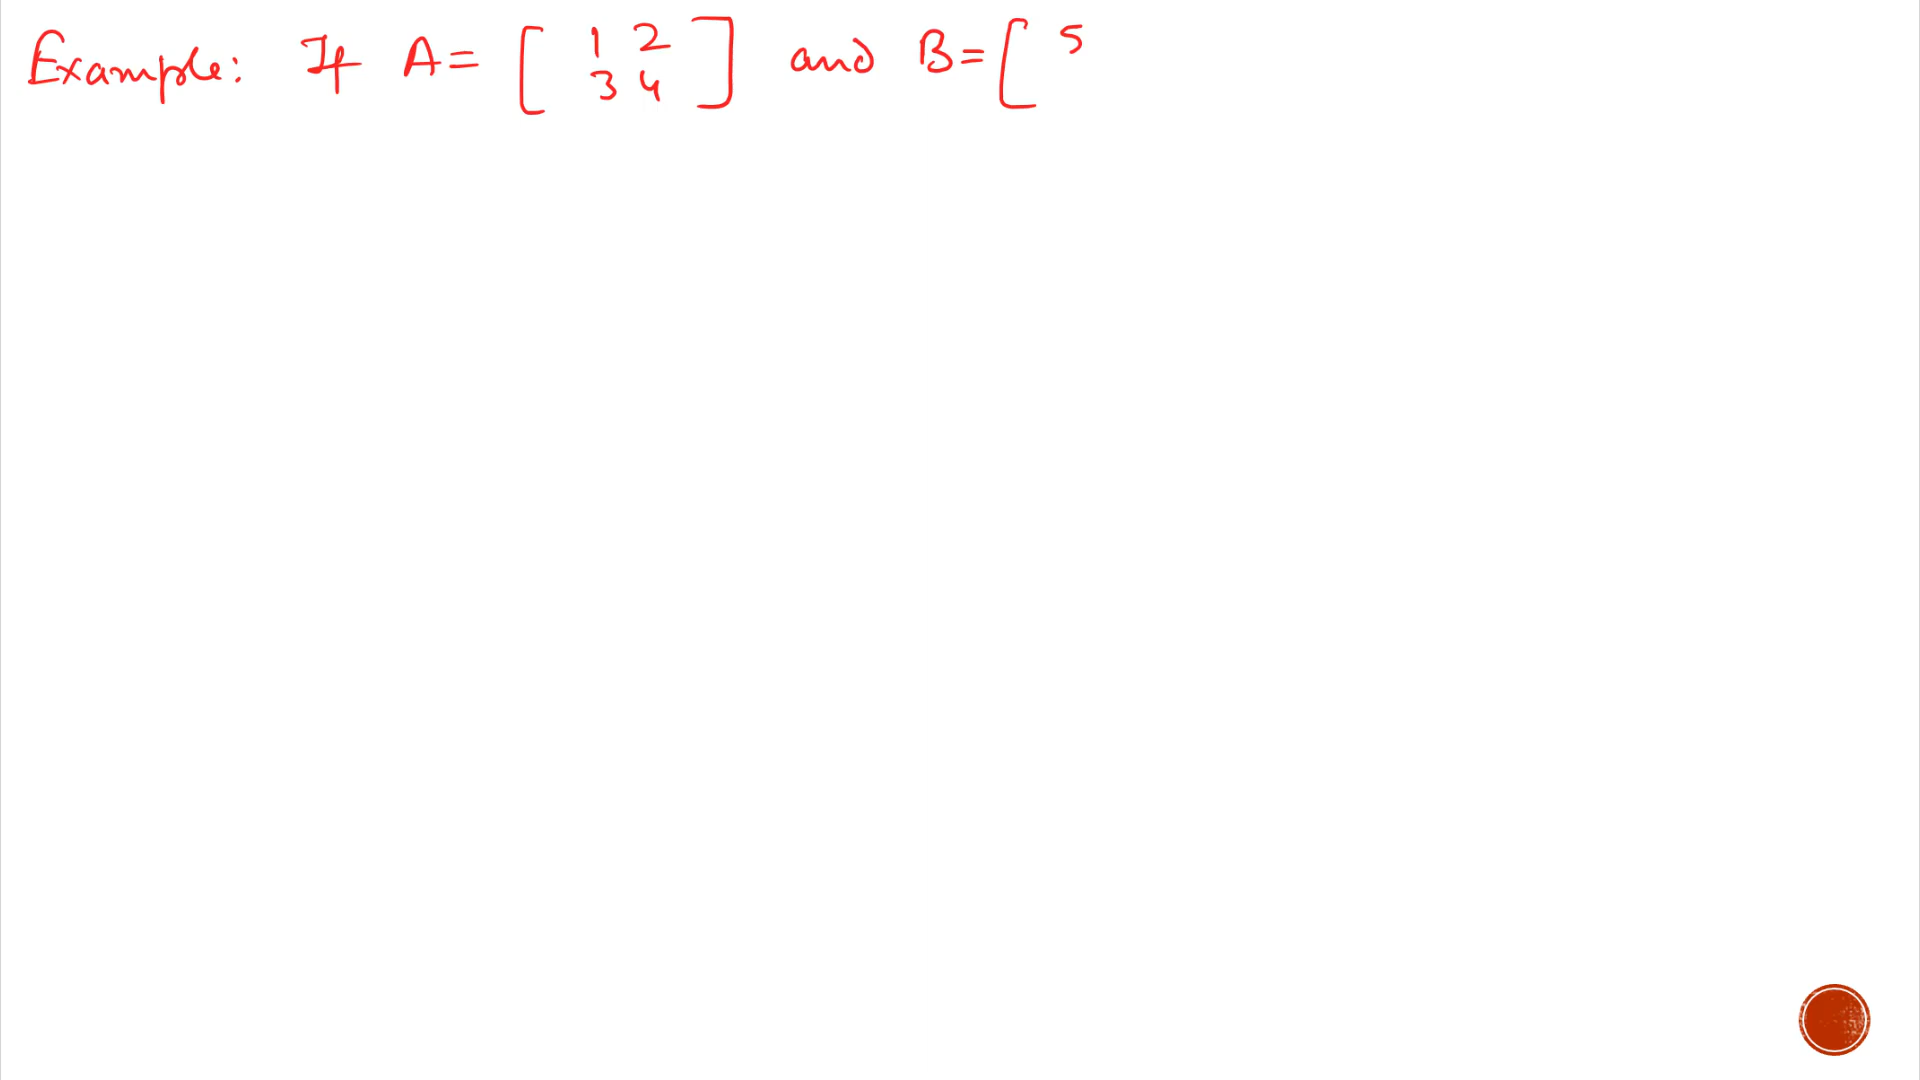 Example: If A = [ 1 2 ] and B = [ 5
3 4